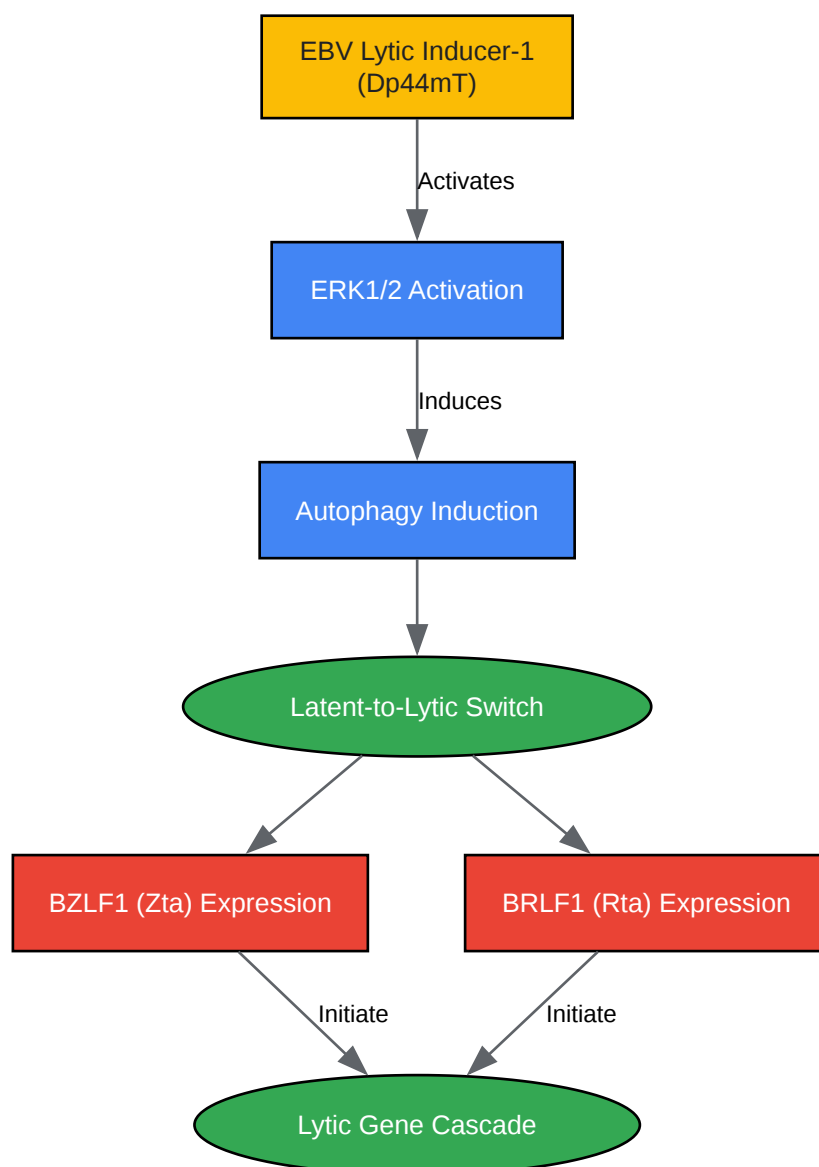 EBV Lytic Inducer-1
(Dp44mT)
Activates
ERK1/2 Activation
Induces
Autophagy Induction
Latent-to-Lytic Switch
BZLF1 (Zta) Expression
BRLF1 (Rta) Expression
Initiate
Initiate
Lytic Gene Cascade